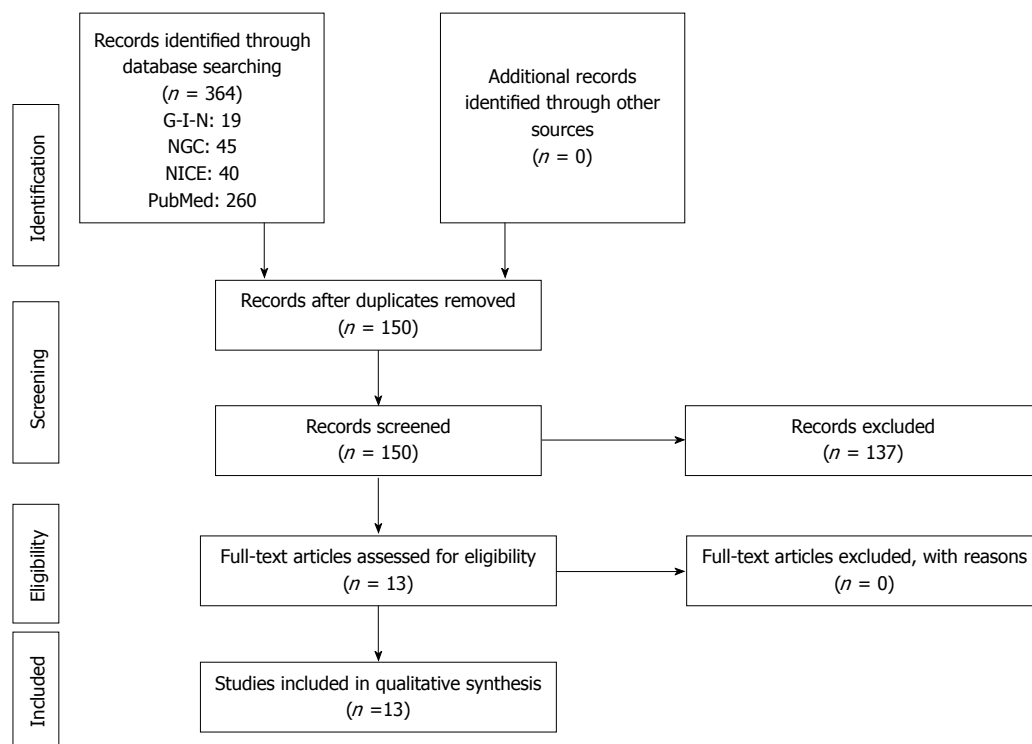 Records identified through
database searching
(n = 364)
G-I-N: 19
NGC: 45
NICE: 40
PubMed: 260
Additional records
identified through other
sources
(n = 0)
Identification
Records after duplicates removed
(n = 150)
Screening
Records screened
(n = 150)
Records excluded
(n = 137)
Eligibility
Full-text articles assessed for eligibility
(n = 13)
Full-text articles excluded, with reasons
(n = 0)
Included
Studies included in qualitative synthesis
(n =13)